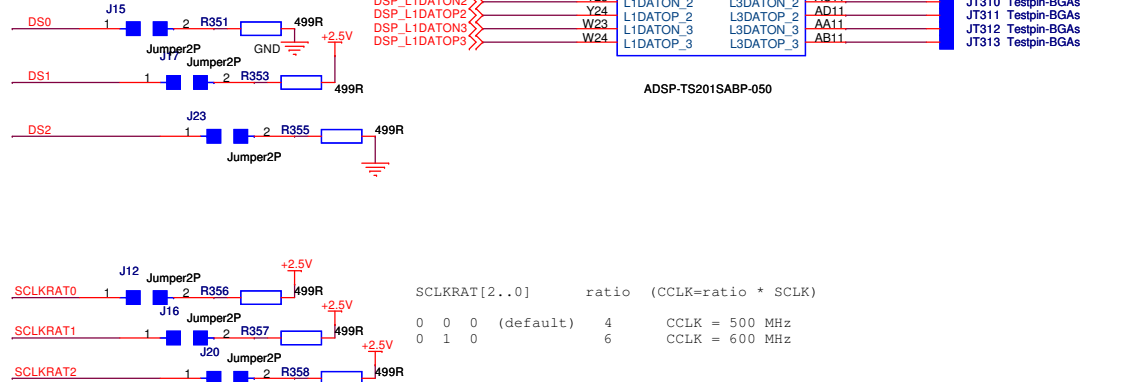 J15
DS0 1 2 R351 499R
Jumper2P GND +2.5V
J17 Jumper2P
DS1 1 2 R353
499R
J23
DS2 1 2 R355 499R
Jumper2P
DSP_L1DATON2 L1DATON_2 L3DATON_2 JT310 Testpin-BGAs
DSP_L1DATOP2 Y24 L1DATOP_2 L3DATOP_2 AD11 JT311 Testpin-BGAs
DSP_L1DATON3 W23 L1DATON_3 L3DATON_3 AA11 JT312 Testpin-BGAs
DSP_L1DATOP3 W24 L1DATOP_3 L3DATOP_3 AB11 JT313 Testpin-BGAs
ADSP-TS201SABP-050
J12 Jumper2P +2.5V
SCLKRAT0 1 2 R356 499R
J16 Jumper2P +2.5V
SCLKRAT1 1 2 R357 499R
J20 Jumper2P +2.5V
SCLKRAT2 1 2 R358 499R
SCLKRAT[2..0] ratio (CCLK=ratio * SCLK)
0 0 0 (default) 4 CCLK = 500 MHz
0 1 0 6 CCLK = 600 MHz